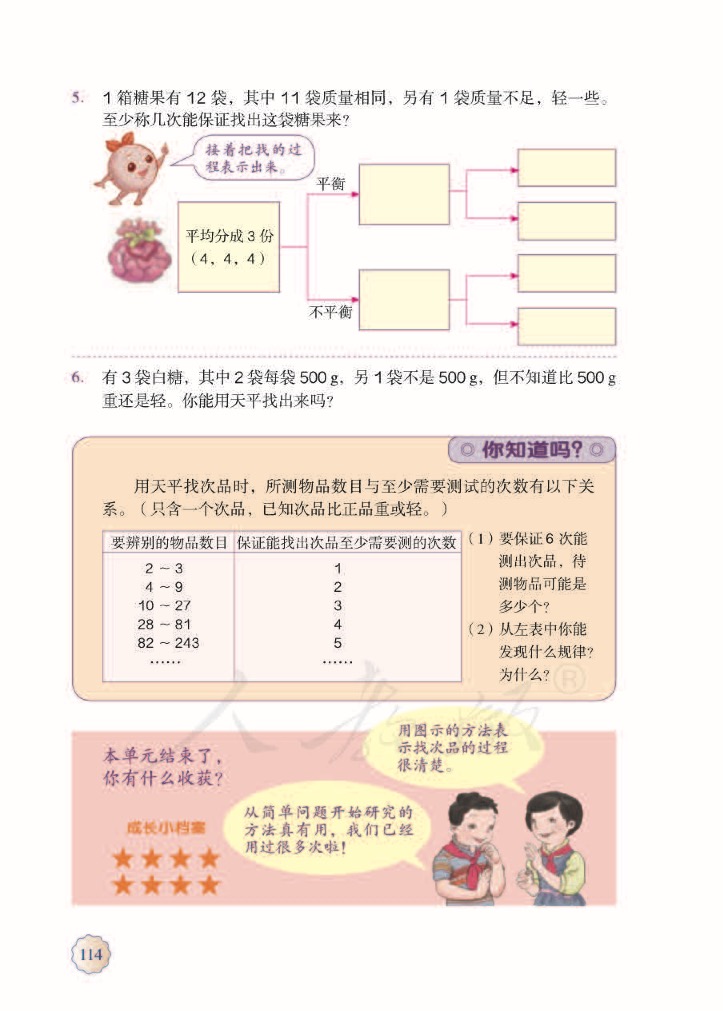 5. 1 箱糖果有 12 袋，其中 11 袋质量相同，另有 1 袋质量不足，轻一些。
至少称几次能保证找出这袋糖果来？
接着把找的过
程表示出来。
平衡
平均分成 3 份
（4，4，4）
不平衡
6. 有 3 袋白糖，其中 2 袋每袋 500 g，另 1 袋不是 500 g，但不知道比 500 g
重还是轻。你能用天平找出来吗？
你知道吗？
用天平找次品时，所测物品数目与至少需要测试的次数有以下关
系。（只含一个次品，已知次品比正品重或轻。）
要辨别的物品数目 保证能找出次品至少需要测的次数
2 ~ 3 1
4 ~ 9 2
10 ~ 27 3
28 ~ 81 4
82 ~ 243 5
…… ……
（1）要保证 6 次能
测出次品，待
测物品可能是
多少个？
（2）从左表中你能
发现什么规律？
为什么？
人教版®
本单元结束了，
你有什么收获？
用图示的方法表
示找次品的过程
很清楚。
成长小档案
从简单问题开始研究的
方法真有用，我们已经
用过很多次啦！
114